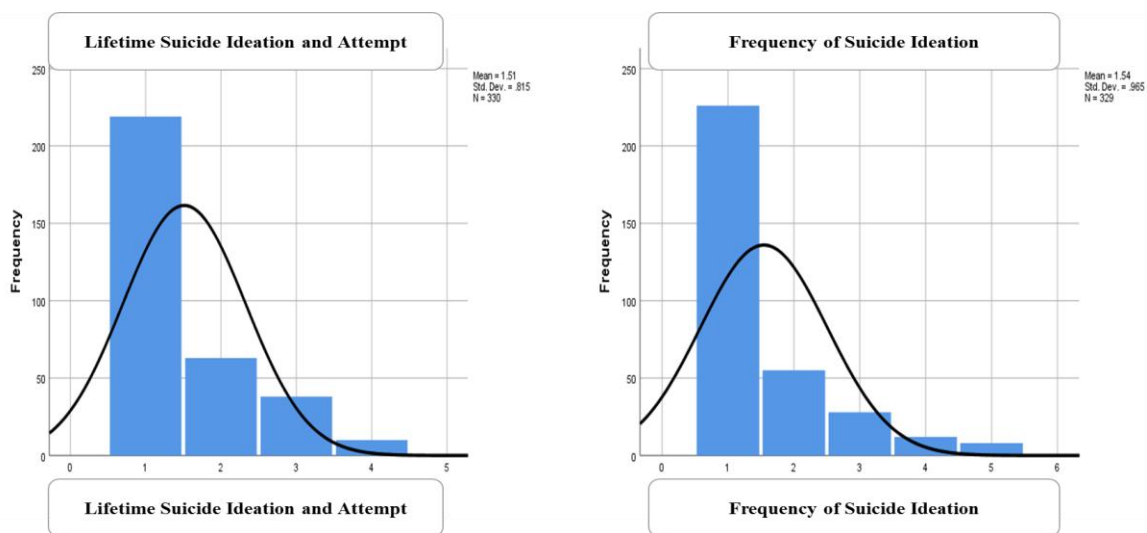 Lifetime Suicide Ideation and Attempt
Mean = 1.51
Std. Dev. = .815
N = 330
Frequency
250
200
150
100
50
0
0 1 2 3 4 5
Lifetime Suicide Ideation and Attempt
Frequency of Suicide Ideation
Mean = 1.54
Std. Dev. = .965
N = 329
Frequency
250
200
150
100
50
0
0 1 2 3 4 5 6
Frequency of Suicide Ideation